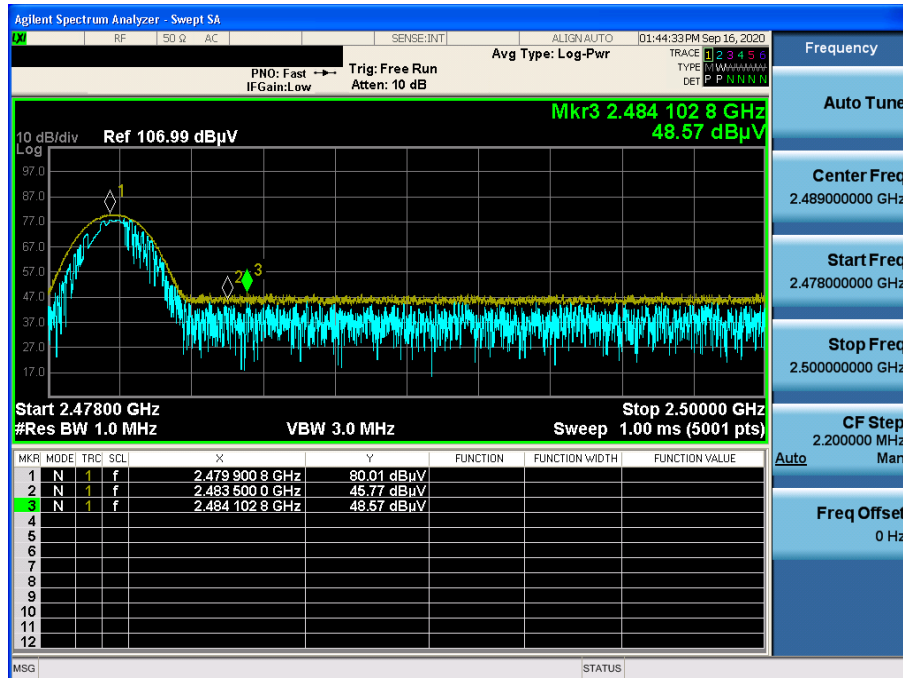 Agilent Spectrum Analyzer - Swept SA
LXI RF 50 Ω AC SENSE:INT ALIGN AUTO 01:44:33 PM Sep 16, 2020
Frequency
PNO: Fast
IFGain:Low
Trig: Free Run
Atten: 10 dB
Avg Type: Log-Pwr
TRACE 1 2 3 4 5 6
TYPE M WAWWWWW
DET P P N N N N
Auto Tune
Mkr3 2.484 102 8 GHz
48.57 dBµV
10 dB/div Ref 106.99 dBµV
Log
97.0
87.0
77.0
67.0
57.0
47.0
37.0
27.0
17.0
1
2
3
Center Freq
2.489000000 GHz
Start Freq
2.478000000 GHz
Stop Freq
2.500000000 GHz
Start 2.47800 GHz Stop 2.50000 GHz
#Res BW 1.0 MHz VBW 3.0 MHz Sweep 1.00 ms (5001 pts)
CF Step
2.200000 MHz
Auto Man
MKR MODE TRC SCL X Y FUNCTION FUNCTION WIDTH FUNCTION VALUE
1 N 1 f 2.479 900 8 GHz 80.01 dBµV
2 N 1 f 2.483 500 0 GHz 45.77 dBµV
3 N 1 f 2.484 102 8 GHz 48.57 dBµV
4
5
6
7
8
9
10
11
12
Freq Offset
0 Hz
MSG STATUS